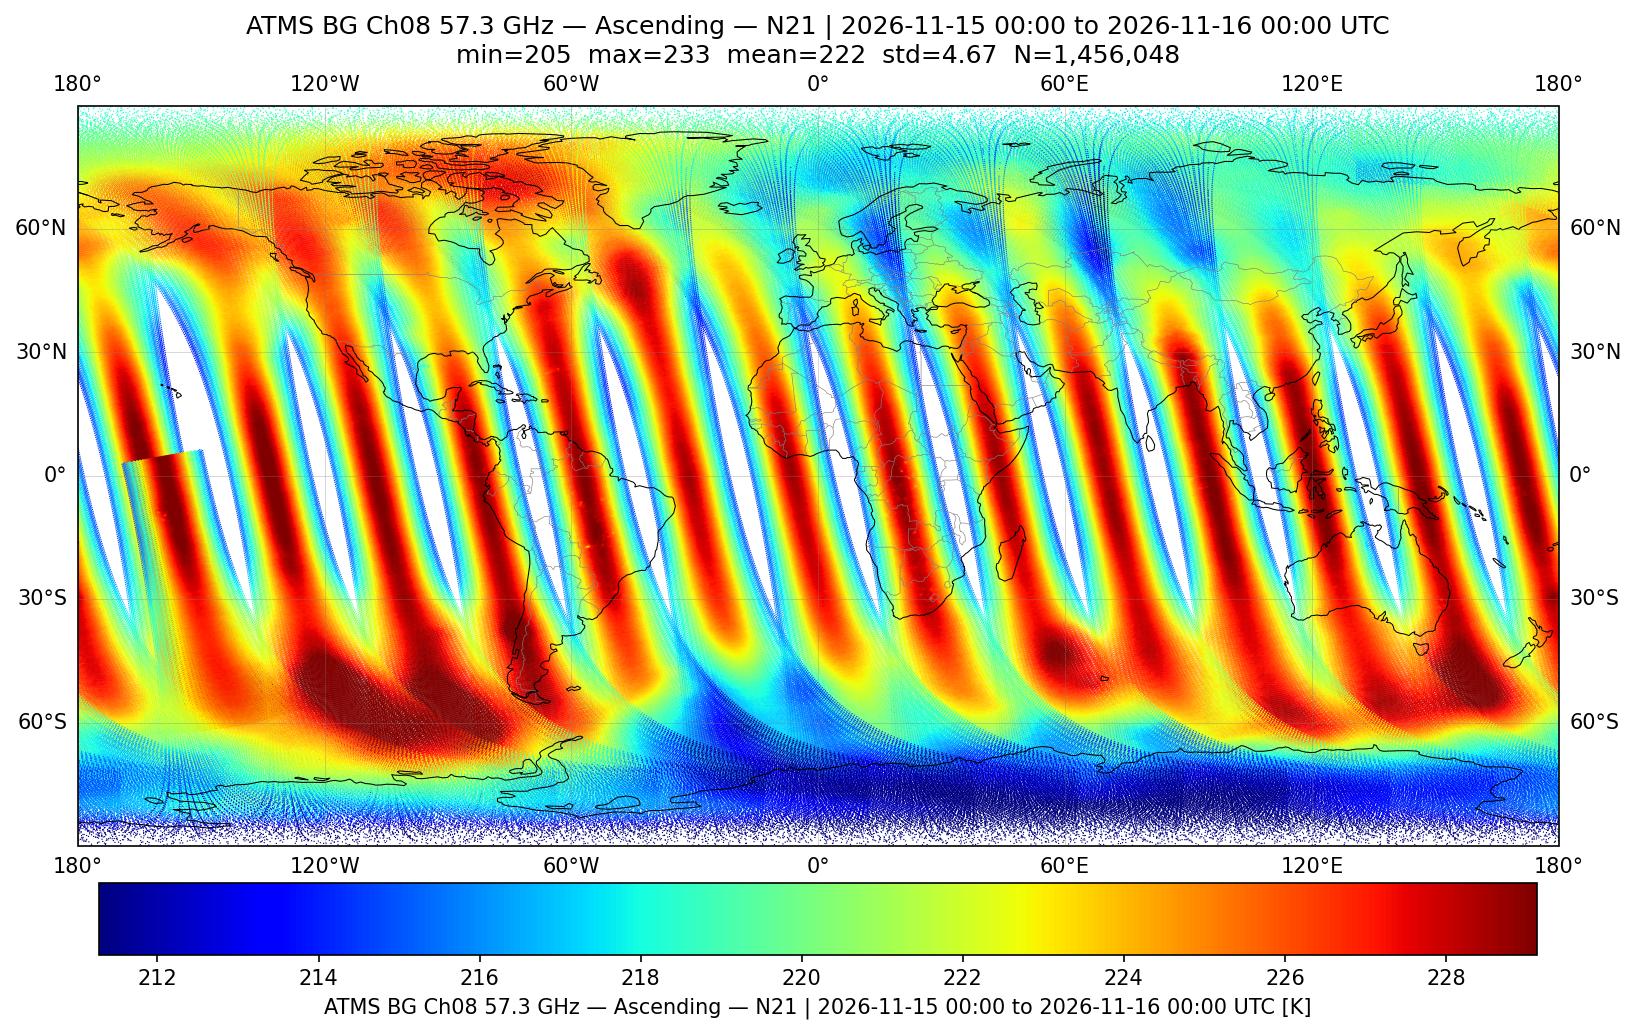 ATMS BG Ch08 57.3 GHz — Ascending — N21 | 2026-11-15 00:00 to 2026-11-16 00:00 UTC
min=205 max=233 mean=222 std=4.67 N=1,456,048
180° 120°W 60°W 0° 60°E 120°E 180°
60°N 60°N
30°N 30°N
0° 0°
30°S 30°S
60°S 60°S
180° 120°W 60°W 0° 60°E 120°E 180°
212 214 216 218 220 222 224 226 228
ATMS BG Ch08 57.3 GHz — Ascending — N21 | 2026-11-15 00:00 to 2026-11-16 00:00 UTC [K]